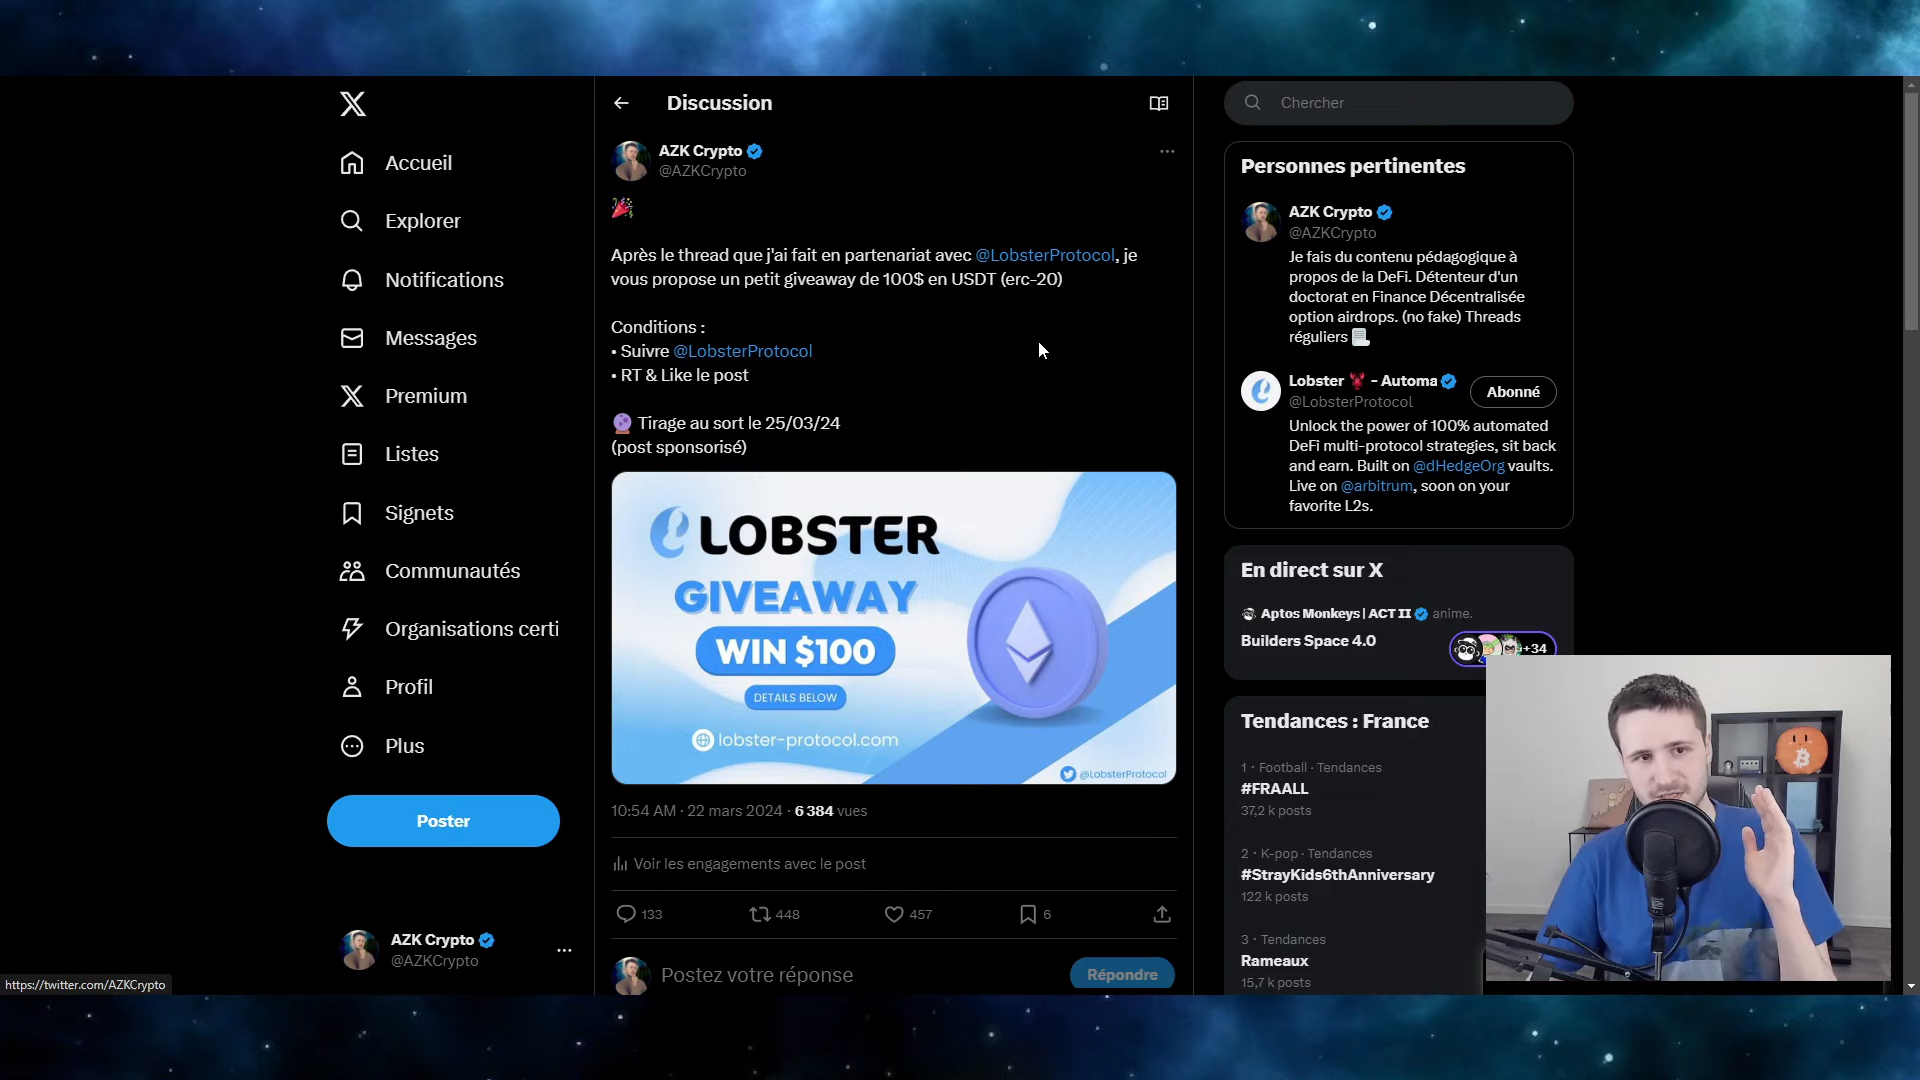 Accueil
Explorer
Notifications
Messages
Premium
Listes
Signets
Communautés
Organisations certi
Profil
Plus
Poster
AZK Crypto
@AZKCrypto
https://twitter.com/AZKCrypto
Discussion
AZK Crypto
@AZKCrypto
Après le thread que j'ai fait en partenariat avec @LobsterProtocol, je
vous propose un petit giveaway de 100$ en USDT (erc-20)
Conditions :
• Suivre @LobsterProtocol
• RT & Like le post
Tirage au sort le 25/03/24
(post sponsorisé)
LOBSTER
GIVEAWAY
WIN $100
DETAILS BELOW
lobster-protocol.com
@LobsterProtocol
10:54 AM · 22 mars 2024 · 6 384 vues
Voir les engagements avec le post
133 448 457 6
Postez votre réponse
Répondre
Chercher
Personnes pertinentes
AZK Crypto
@AZKCrypto
Je fais du contenu pédagogique à
propos de la DeFi. Détenteur d'un
doctorat en Finance Décentralisée
option airdrops. (no fake) Threads
réguliers
Lobster - Automa
@LobsterProtocol
Abonné
Unlock the power of 100% automated
DeFi multi-protocol strategies, sit back
and earn. Built on @dHedgeOrg vaults.
Live on @arbitrum, soon on your
favorite L2s.
En direct sur X
Aptos Monkeys | ACT II anime.
Builders Space 4.0
+34
Tendances : France
1 · Football · Tendances
#FRAALL
37,2 k posts
2 · K-pop · Tendances
#StrayKids6thAnniversary
122 k posts
3 · Tendances
Rameaux
15,7 k posts